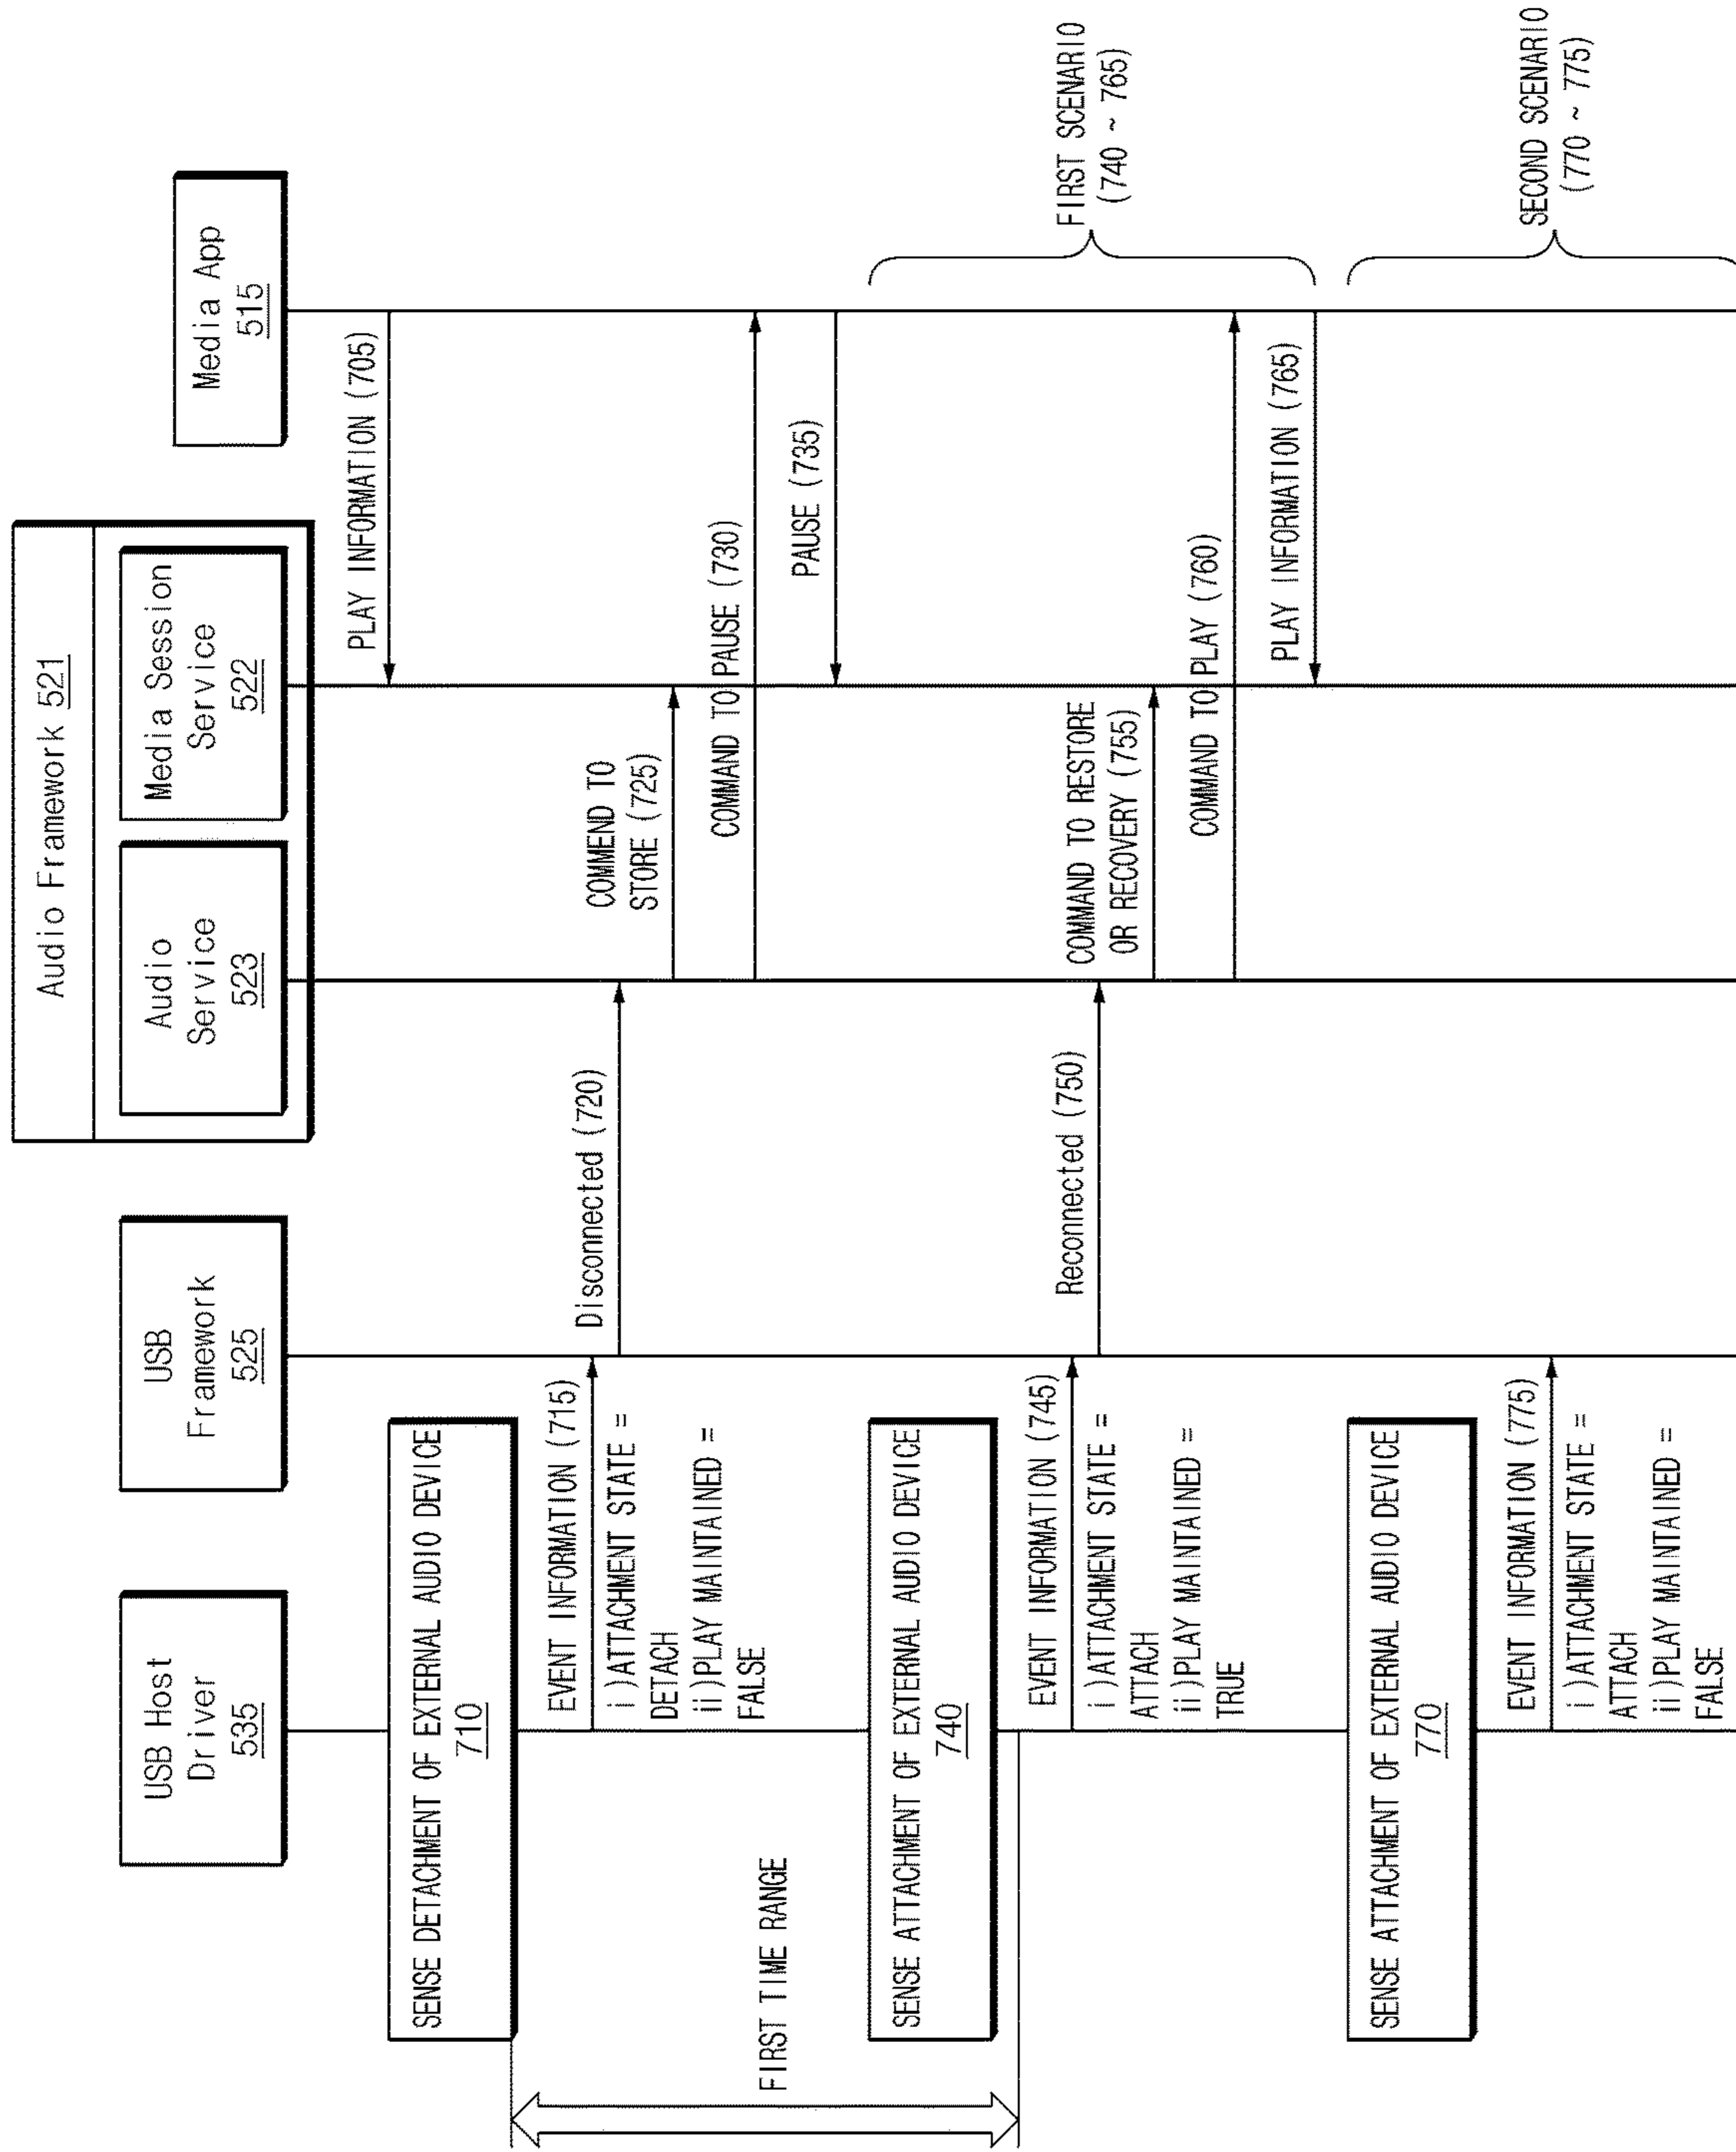 Audio Framework 521
USB Host
Driver
535
USB
Framework
525
Audio
Service
523
Media Session
Service
522
Media App
515
PLAY INFORMATION (705)
SENSE DETACHMENT OF EXTERNAL AUDIO DEVICE
710
EVENT INFORMATION (715)
i)ATTACHMENT STATE =
DETACH
ii)PLAY MAINTAINED =
FALSE
Disconnected (720)
COMMEND TO
STORE (725)
COMMAND TO PAUSE (730)
PAUSE (735)
FIRST TIME RANGE
SENSE ATTACHMENT OF EXTERNAL AUDIO DEVICE
740
EVENT INFORMATION (745)
i)ATTACHMENT STATE =
ATTACH
ii)PLAY MAINTAINED =
TRUE
Reconnected (750)
COMMAND TO RESTORE
OR RECOVERY (755)
COMMAND TO PLAY (760)
PLAY INFORMATION (765)
FIRST SCENARIO
(740 ~ 765)
SENSE ATTACHMENT OF EXTERNAL AUDIO DEVICE
770
EVENT INFORMATION (775)
i)ATTACHMENT STATE =
ATTACH
ii)PLAY MAINTAINED =
FALSE
SECOND SCENARIO
(770 ~ 775)